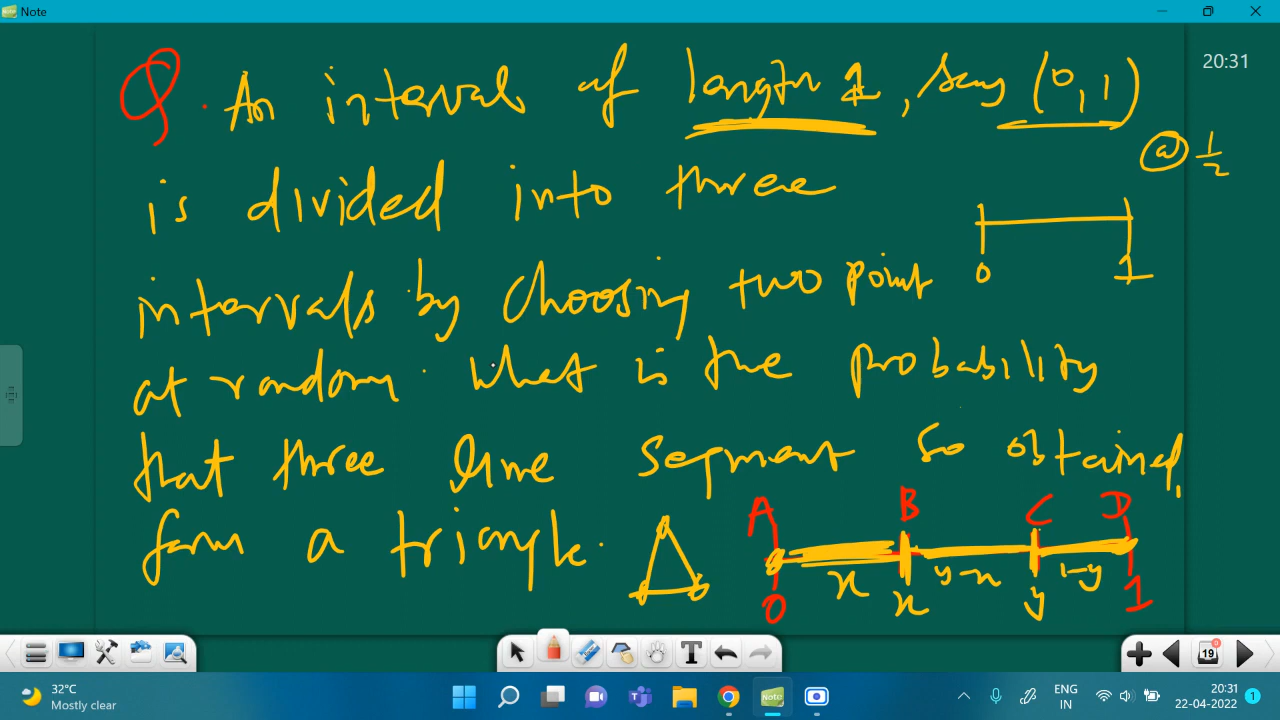 Note
20:31
Q. An interval of length 1, say (0,1)
@ 1/2
is divided into three
0 1
intervals by choosing two point
at random. What is the probability
that three line segment so obtained,
form a triangle.
A B C D
x y-x 1-y
0 x y 1
T
19
32°C
Mostly clear
ENG
IN
20:31
22-04-2022
1